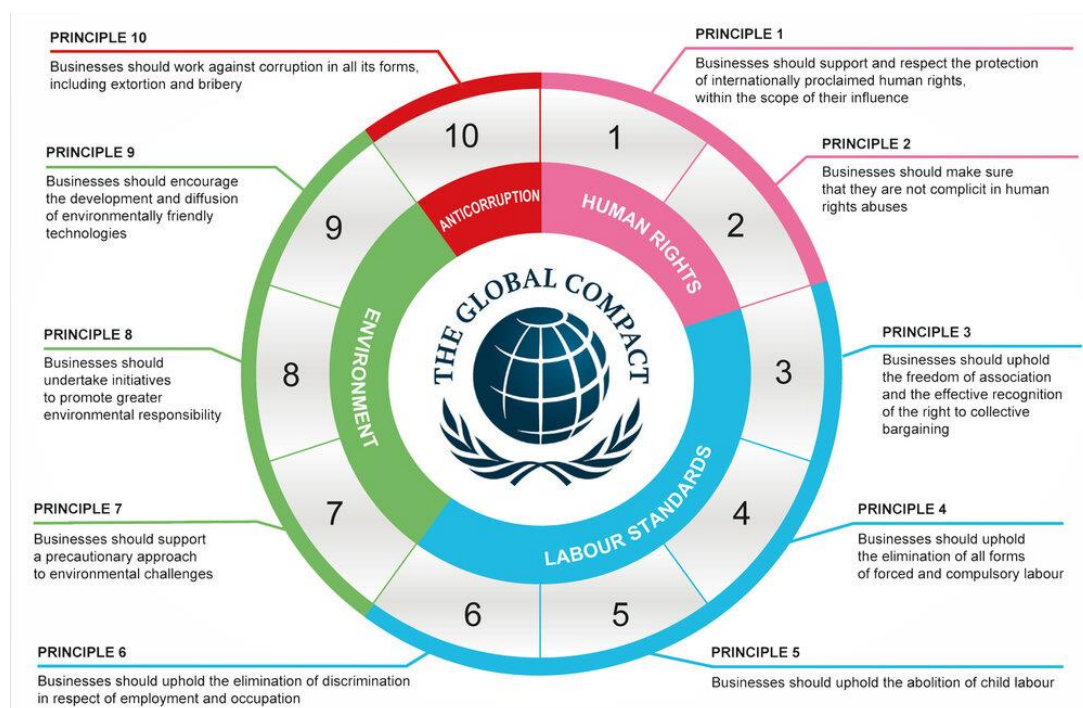 PRINCIPLE 10
Businesses should work against corruption in all its forms,
including extortion and bribery
PRINCIPLE 1
Businesses should support and respect the protection
of internationally proclaimed human rights,
within the scope of their influence
PRINCIPLE 2
Businesses should make sure
that they are not complicit in human
rights abuses
PRINCIPLE 9
Businesses should encourage
the development and diffusion
of environmentally friendly
technologies
PRINCIPLE 8
Businesses should
undertake initiatives
to promote greater
environmental responsibility
PRINCIPLE 3
Businesses should uphold
the freedom of association
and the effective recognition
of the right to collective
bargaining
PRINCIPLE 7
Businesses should support
a precautionary approach
to environmental challenges
PRINCIPLE 4
Businesses should uphold
the elimination of all forms
of forced and compulsory labour
PRINCIPLE 6
Businesses should uphold the elimination of discrimination
in respect of employment and occupation
PRINCIPLE 5
Businesses should uphold the abolition of child labour
10
1
2
3
4
5
6
7
8
9
ANTICORRUPTION
HUMAN RIGHTS
LABOUR STANDARDS
ENVIRONMENT
THE GLOBAL COMPACT